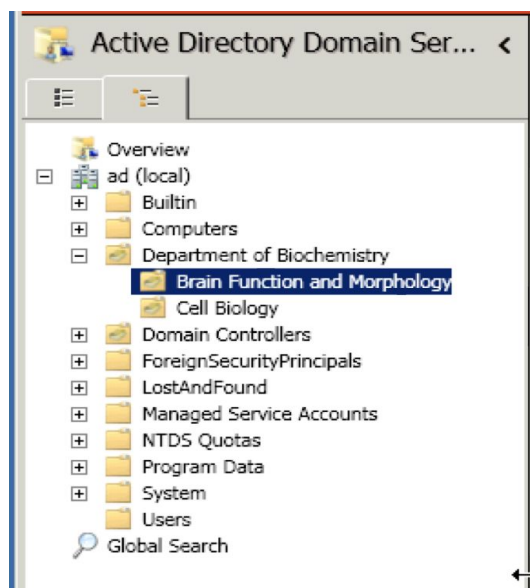 Active Directory Domain Ser...
Overview
ad (local)
Builtin
Computers
Department of Biochemistry
Brain Function and Morphology
Cell Biology
Domain Controllers
ForeignSecurityPrincipals
LostAndFound
Managed Service Accounts
NTDS Quotas
Program Data
System
Users
Global Search